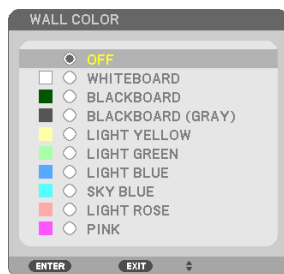 WALL COLOR
OFF
WHITEBOARD
BLACKBOARD
BLACKBOARD (GRAY)
LIGHT YELLOW
LIGHT GREEN
LIGHT BLUE
SKY BLUE
LIGHT ROSE
PINK
ENTER EXIT